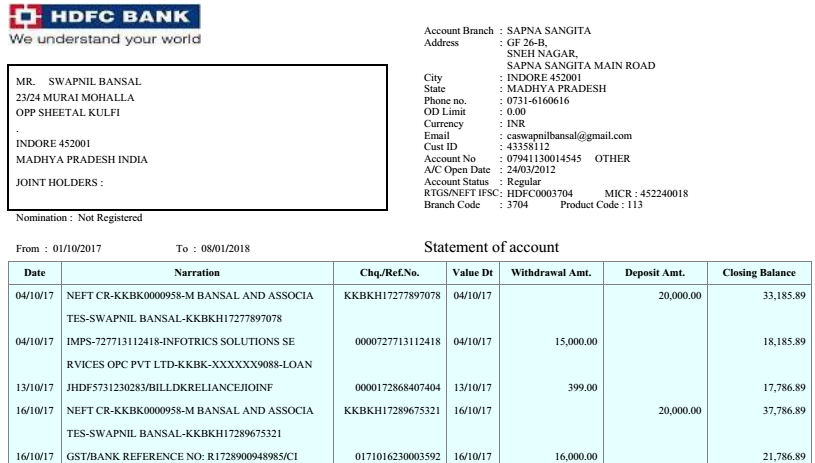 HDFC BANK
We understand your world
MR. SWAPNIL BANSAL
23/24 MURAI MOHALLA
OPP SHEETAL KULFI
.
INDORE 452001
MADHYA PRADESH INDIA
JOINT HOLDERS :
Nomination : Not Registered
From : 01/10/2017 To : 08/01/2018
Account Branch : SAPNA SANGITA
Address : GF 26-B,
SNEH NAGAR,
SAPNA SANGITA MAIN ROAD
City : INDORE 452001
State : MADHYA PRADESH
Phone no. : 0731-6160616
OD Limit : 0.00
Currency : INR
Email : caswapnilbansal@gmail.com
Cust ID : 43358112
Account No : 07941130014545 OTHER
A/C Open Date : 24/03/2012
Account Status : Regular
RTGS/NEFT IFSC: HDFC0003704 MICR : 452240018
Branch Code : 3704 Product Code : 113
Statement of account
Date Narration Chq./Ref.No. Value Dt Withdrawal Amt. Deposit Amt. Closing Balance
04/10/17 NEFT CR-KKBK0000958-M BANSAL AND ASSOCIA KKBKH17277897078 04/10/17 20,000.00 33,185.89
TES-SWAPNIL BANSAL-KKBKH17277897078
04/10/17 IMPS-727713112418-INFOTRICS SOLUTIONS SE 0000727713112418 04/10/17 15,000.00 18,185.89
RVICES OPC PVT LTD-KKBK-XXXXXX9088-LOAN
13/10/17 JHDF5731230283/BILLDKRELIANCEJIOINF 0000172868407404 13/10/17 399.00 17,786.89
16/10/17 NEFT CR-KKBK0000958-M BANSAL AND ASSOCIA KKBKH17289675321 16/10/17 20,000.00 37,786.89
TES-SWAPNIL BANSAL-KKBKH17289675321
16/10/17 GST/BANK REFERENCE NO: R1728900948985/CI 0171016230003592 16/10/17 16,000.00 21,786.89